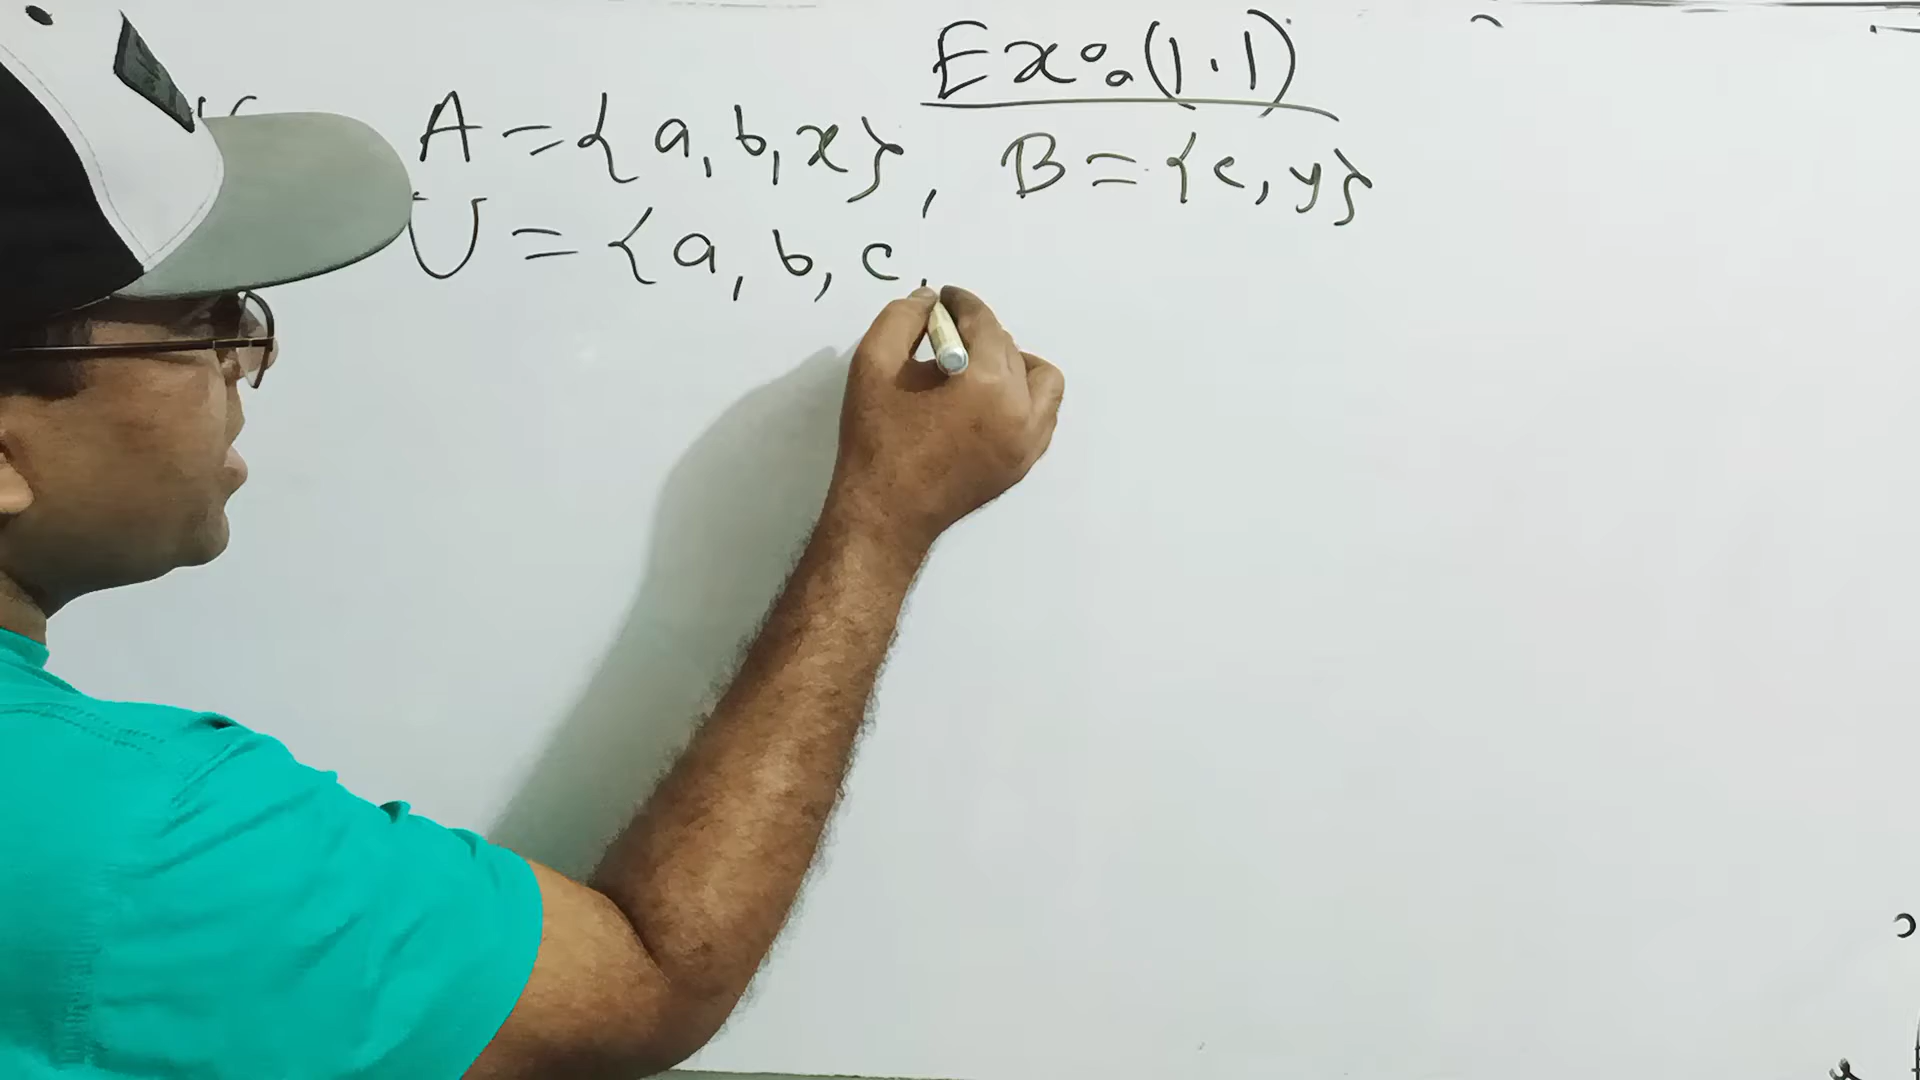 Ex:(1.1)
A = {a, b, x}, B = {c, y}
U = {a, b, c,